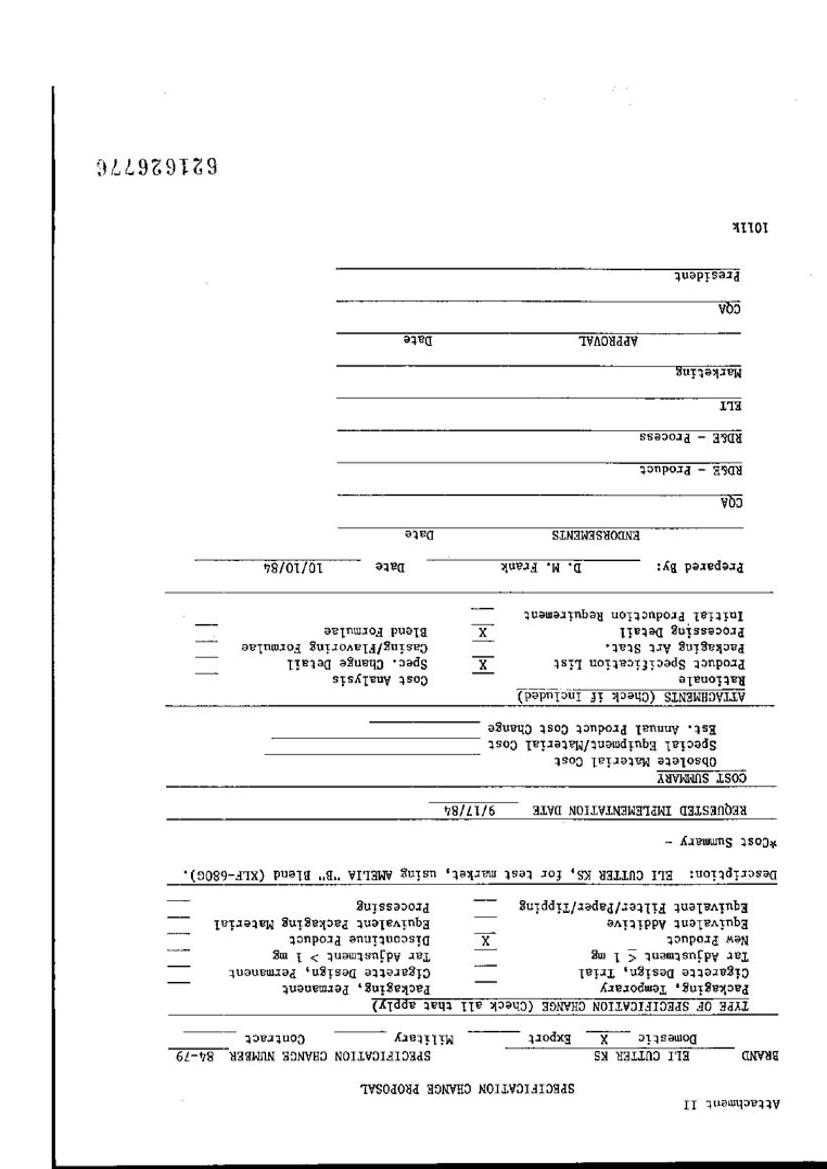 Attachment II
SPECIFICATION CHANGE PROPOSAL
BRAND ELI CUTTER KS SPECIFICATION CHANGE NUMBER 84-79
Domestic X Export Military Contract
TYPE OF SPECIFICATION CHANGE (Check all that apply)
Packaging, Temporary Packaging, Permanent
Cigarette Design, Trial Cigarette Design, Permanent
Tar Adjustment < 1 mg Tar Adjustment > 1 mg
New Product X Discontinue Product
Equivalent Additive Equivalent Packaging Material
Equivalent Filter/Paper/Tipping Processing
Description: ELI CUTTER KS, for test market, using AMELIA "B" Blend (XLF-680G).
*Cost Summary -
REQUESTED IMPLEMENTATION DATE 9/17/84
COST SUMMARY
Obsolete Material Cost
Special Equipment/Material Cost
Est. Annual Product Cost Change
ATTACHMENTS (Check if Included)
Rationale Cost Analysis
Product Specification List X Spec. Change Detail
Packaging Art Stat. Casing/Flavoring Formulae
Processing Detail X Blend Formulae
Initial Production Requirement
Prepared By: D. M. Frank Date 10/10/84
ENDORSEMENTS Date
CQA
RD&E - Product
RD&E - Process
ELI
Marketing
APPROVAL Date
CQA
President
1011k
621626776